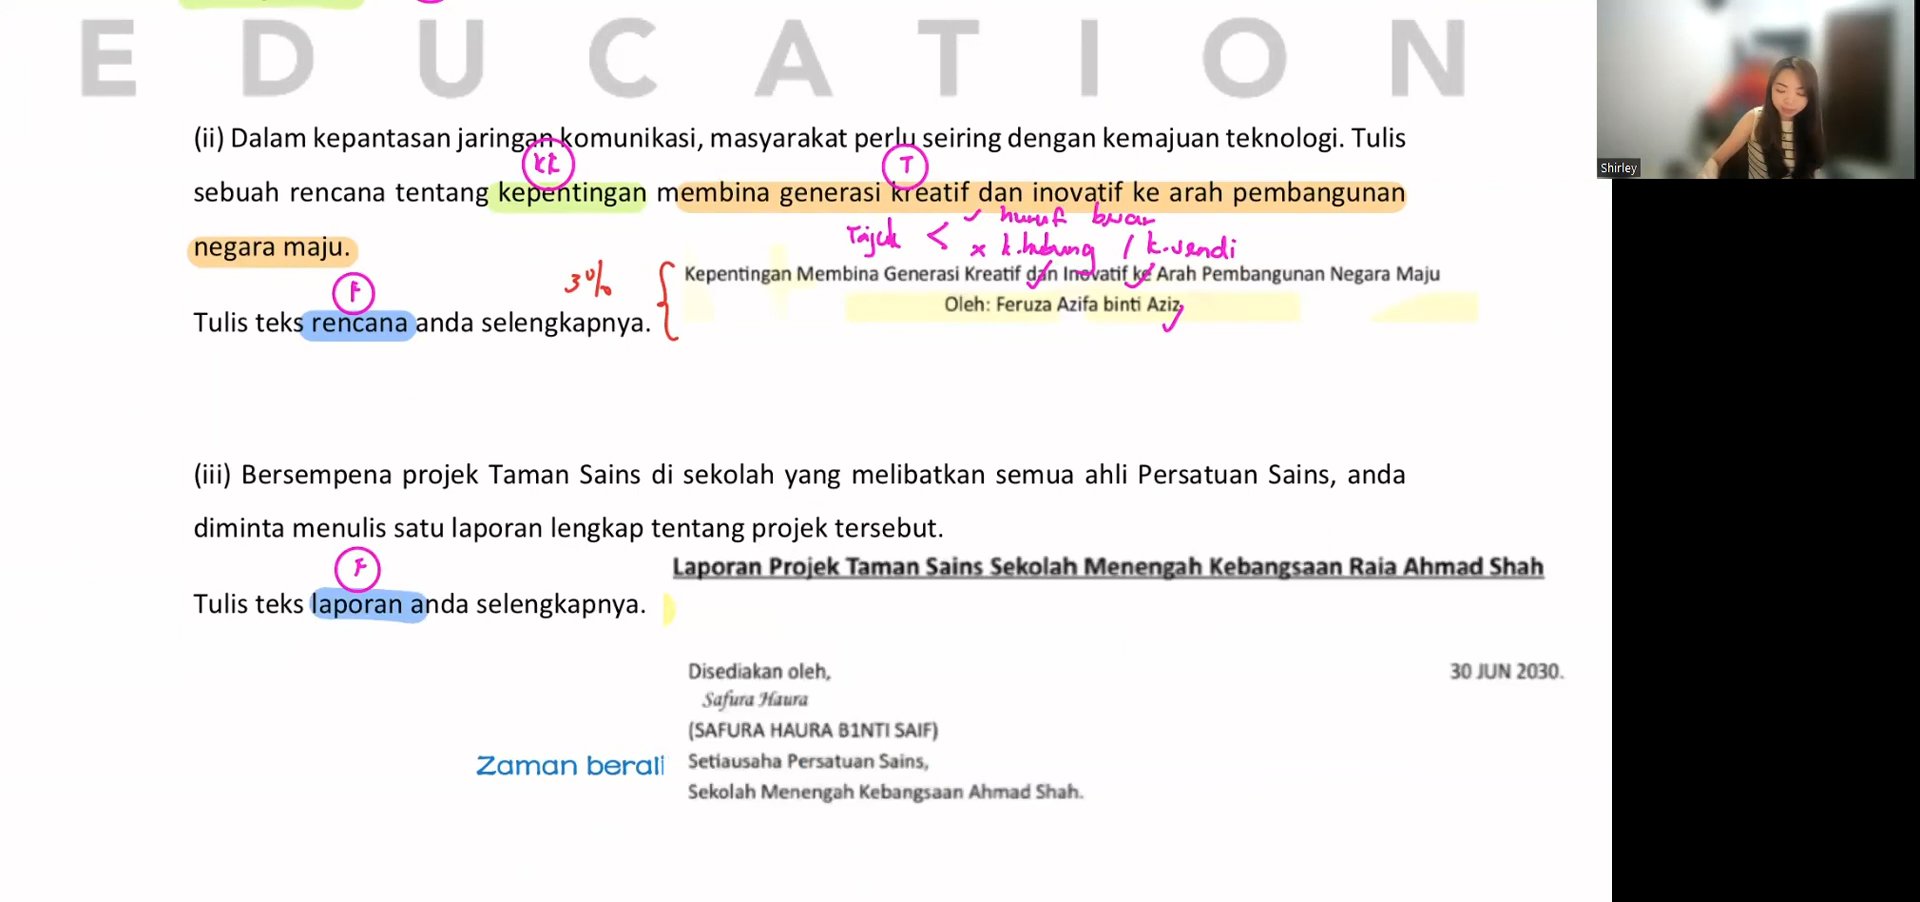 EDUCATION
(ii) Dalam kepantasan jaringan komunikasi, masyarakat perlu seiring dengan kemajuan teknologi. Tulis
KK
T
sebuah rencana tentang kepentingan membina generasi kreatif dan inovatif ke arah pembangunan
negara maju.
Tajuk < ✓ huruf besar
x k.hubung / k.sendi
3%
Kepentingan Membina Generasi Kreatif dan Inovatif ke Arah Pembangunan Negara Maju
Oleh: Feruza Azifa binti Aziz
F
Tulis teks rencana anda selengkapnya.
(iii) Bersempena projek Taman Sains di sekolah yang melibatkan semua ahli Persatuan Sains, anda
diminta menulis satu laporan lengkap tentang projek tersebut.
F
Laporan Projek Taman Sains Sekolah Menengah Kebangsaan Raia Ahmad Shah
Tulis teks laporan anda selengkapnya.
Disediakan oleh,
30 JUN 2030.
Safura Haura
(SAFURA HAURA B1NTI SAIF)
Setiausaha Persatuan Sains,
Zaman berali
Sekolah Menengah Kebangsaan Ahmad Shah.
Shirley